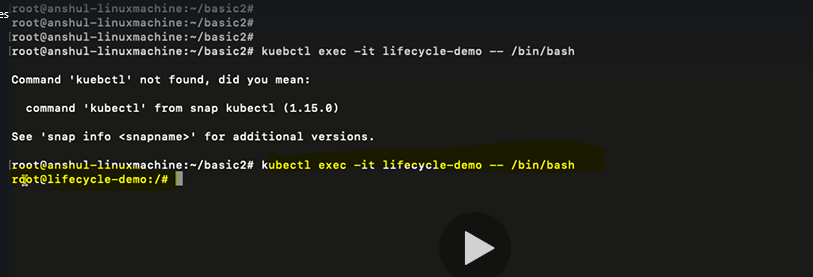 es
root@anshul-linuxmachine:~/basic2#
[root@anshul-linuxmachine:~/basic2#
[root@anshul-linuxmachine:~/basic2#
[root@anshul-linuxmachine:~/basic2# kuebctl exec -it lifecycle-demo -- /bin/bash
Command 'kuebctl' not found, did you mean:
command 'kubectl' from snap kubectl (1.15.0)
See 'snap info <snapname>' for additional versions.
[root@anshul-linuxmachine:~/basic2# kubectl exec -it lifecycle-demo -- /bin/bash
root@lifecycle-demo:/#